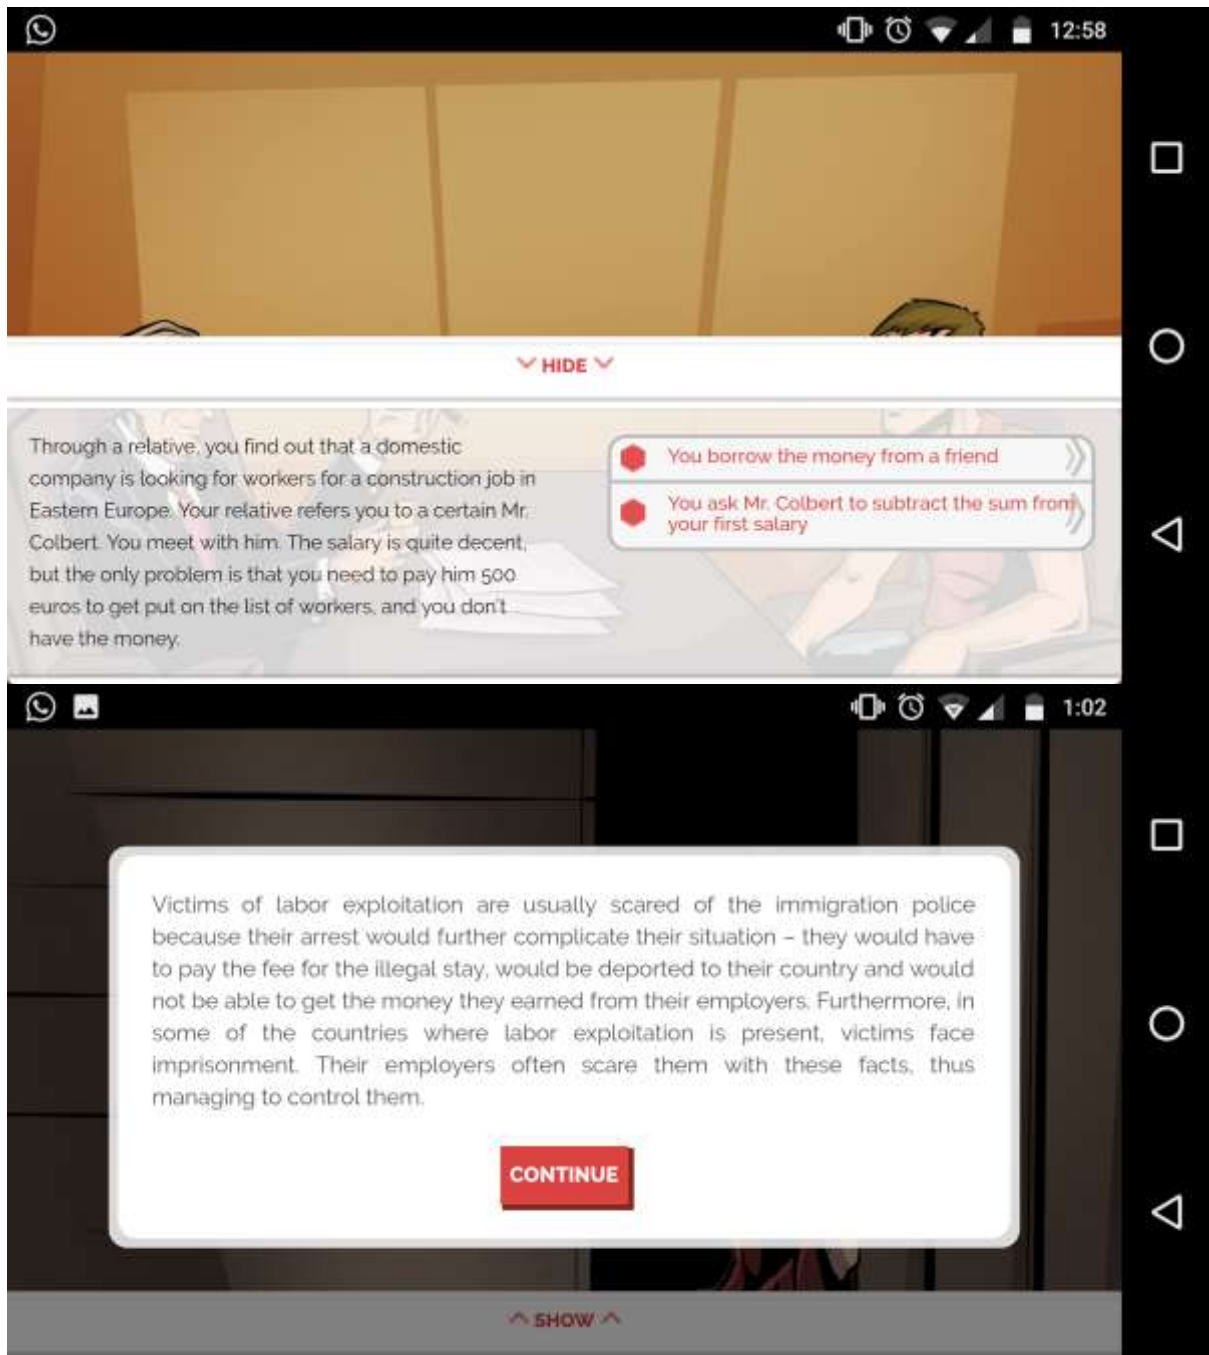 12:58
HIDE
Through a relative, you find out that a domestic
company is looking for workers for a construction job in
Eastern Europe. Your relative refers you to a certain Mr.
Colbert. You meet with him. The salary is quite decent,
but the only problem is that you need to pay him 500
euros to get put on the list of workers, and you don't
have the money.
You borrow the money from a friend
You ask Mr. Colbert to subtract the sum from
your first salary
1:02
Victims of labor exploitation are usually scared of the immigration police
because their arrest would further complicate their situation – they would have
to pay the fee for the illegal stay, would be deported to their country and would
not be able to get the money they earned from their employers. Furthermore, in
some of the countries where labor exploitation is present, victims face
imprisonment. Their employers often scare them with these facts, thus
managing to control them.
CONTINUE
SHOW